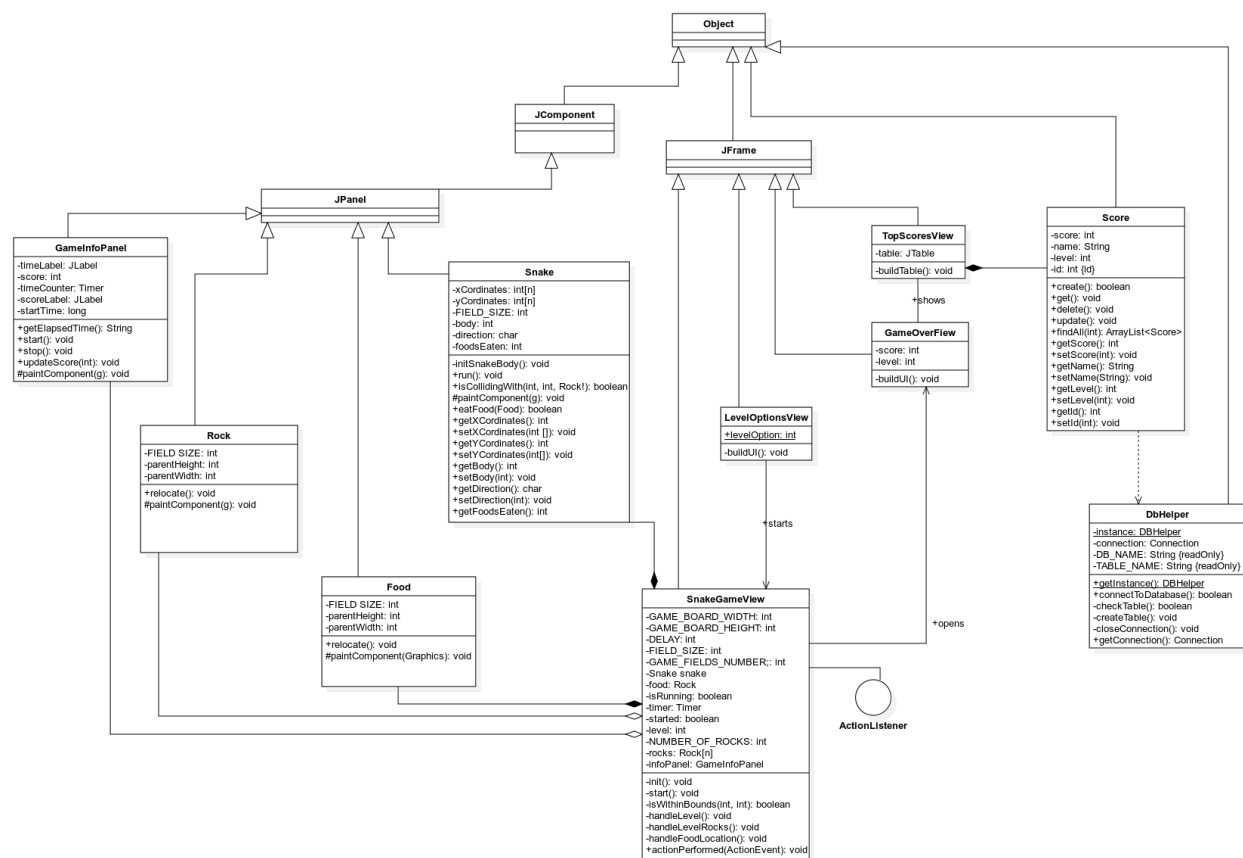 Object
JComponent
JFrame
JPanel
GameInfoPanel
-timeLabel: JLabel
-score: int
-timeCounter: Timer
-scoreLabel: JLabel
-startTime: long
+getElapsedTime(): String
+start(): void
+stop(): void
+updateScore(int): void
#paintComponent(g): void
Snake
-xCordinates: int[n]
-yCordinates: int[n]
-FIELD_SIZE: int
-body: int
-direction: char
-foodsEaten: int
-initSnakeBody(): void
+run(): void
+isCollidingWith(int, int, Rock!): boolean
#paintComponent(g): void
+eatFood(Food): boolean
+getXCordinates(): int
+setXCordinates(int []): void
+getYCordinates(): int
+setYCordinates(int[]): void
+getBody(): int
+setBody(int): void
+getDirection(): char
+setDirection(int): void
+getFoodsEaten(): int
TopScoresView
-table: JTable
-buildTable(): void
Score
-score: int
-name: String
-level: int
-id: int {id}
+create(): boolean
+get(): void
+delete(): void
+update(): void
+findAll(int): ArrayList<Score>
+getScore(): int
+setScore(int): void
+getName(): String
+setName(String): void
+getLevel(): int
+setLevel(int): void
+getId(): int
+setId(int): void
+shows
GameOverFiew
-score: int
-level: int
-buildUI(): void
LevelOptionsView
+levelOption: int
-buildUI(): void
Rock
-FIELD SIZE: int
-parentHeight: int
-parentWidth: int
+relocate(): void
#paintComponent(g): void
+starts
DbHelper
-instance: DBHelper
-connection: Connection
-DB_NAME: String {readOnly}
-TABLE_NAME: String {readOnly}
+getInstance(): DBHelper
+connectToDatabase(): boolean
-checkTable(): boolean
-createTable(): void
-closeConnection(): void
+getConnection(): Connection
Food
-FIELD SIZE: int
-parentHeight: int
-parentWidth: int
+relocate(): void
#paintComponent(Graphics): void
SnakeGameView
-GAME_BOARD_WIDTH: int
-GAME_BOARD_HEIGHT: int
-DELAY: int
-FIELD_SIZE: int
-GAME_FIELDS_NUMBER;: int
-Snake snake
-food: Rock
-isRunning: boolean
-timer: Timer
-started: boolean
-level: int
-NUMBER_OF_ROCKS: int
-rocks: Rock[n]
-infoPanel: GameInfoPanel
-init(): void
-start(): void
-isWithinBounds(int, int): boolean
-handleLevel(): void
-handleLevelRocks(): void
-handleFoodLocation(): void
+actionPerformed(ActionEvent): void
+opens
ActionListener